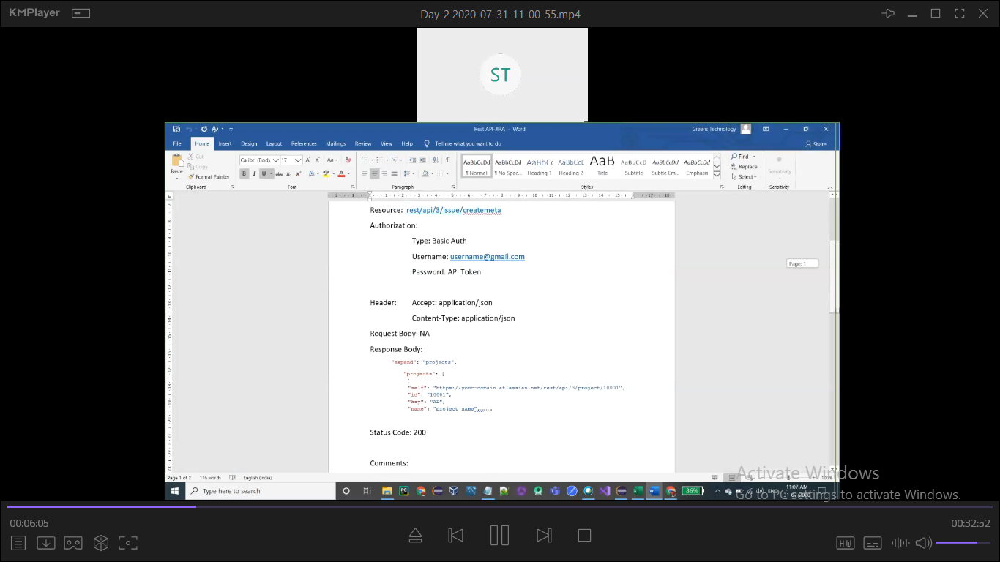 KMPlayer
Day-2 2020-07-31-11-00-55.mp4
ST
Rest API-JIRA - Word
Greens Technology
File Home Insert Design Layout References Mailings Review View Help Tell me what you want to do
Share
Paste
Cut
Copy
Format Painter
Clipboard
Calibri (Body 17
Font
Paragraph
AaBbCcDd AaBbCcDd AaBbCc AaBbCcE AaB AaBbCcD AaBbCcDd AaBbCcDd
¶ Normal ¶ No Spac... Heading 1 Heading 2 Title Subtitle Subtle Em... Emphasis
Styles
Find
Replace
Select
Editing
Sensitivity
Sensitivity
Resource: rest/api/3/issue/createmeta
Authorization:
Type: Basic Auth
Username: username@gmail.com
Password: API Token
Page: 1
Header: Accept: application/json
Content-Type: application/json
Request Body: NA
Response Body:
"expand": "projects",
"projects": [
{
"self": "https://your-domain.atlassian.net/rest/api/3/project/10001",
"id": "10001",
"key": "AD",
"name": "project name",....
Status Code: 200
Comments:
Page 1 of 2 116 words English (India)
100%
Type here to search
86%
ENG
11:07 AM
31-07-2020
Activate Windows
Go to PC settings to activate Windows.
00:06:05
00:32:52
HW